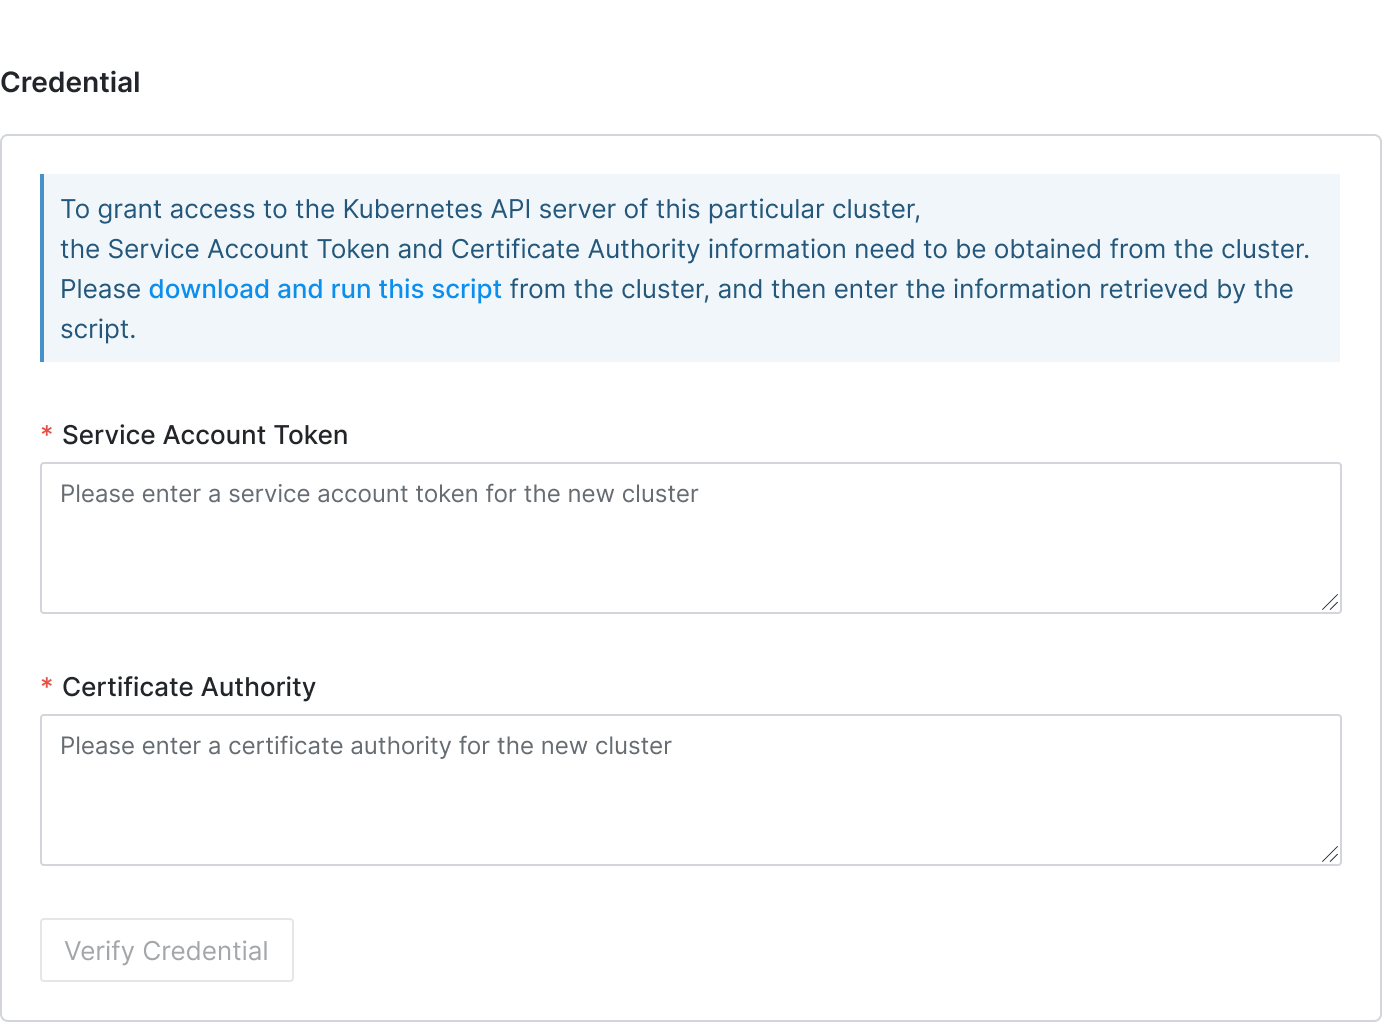 Credential
To grant access to the Kubernetes API server of this particular cluster,
the Service Account Token and Certificate Authority information need to be obtained from the cluster.
Please download and run this script from the cluster, and then enter the information retrieved by the
script.
* Service Account Token
Please enter a service account token for the new cluster
* Certificate Authority
Please enter a certificate authority for the new cluster
Verify Credential